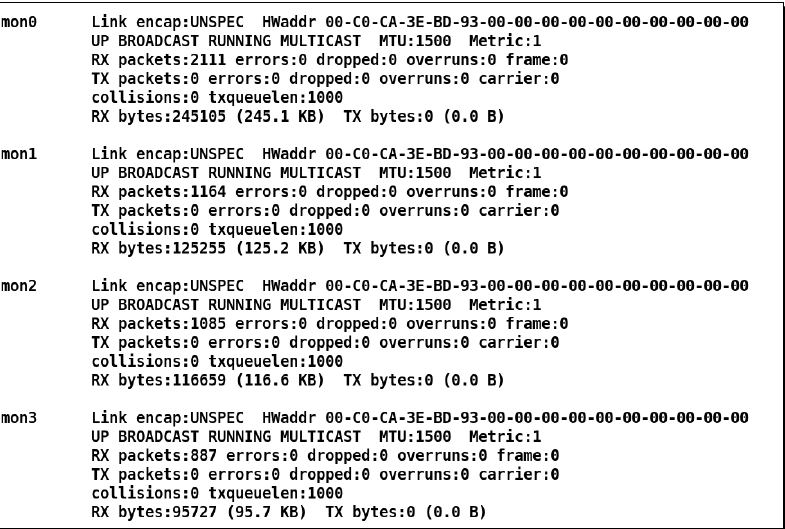 mon0      Link encap:UNSPEC  HWaddr 00-C0-CA-3E-BD-93-00-00-00-00-00-00-00-00-00-00
          UP BROADCAST RUNNING MULTICAST  MTU:1500  Metric:1
          RX packets:2111 errors:0 dropped:0 overruns:0 frame:0
          TX packets:0 errors:0 dropped:0 overruns:0 carrier:0
          collisions:0 txqueuelen:1000
          RX bytes:245105 (245.1 KB)  TX bytes:0 (0.0 B)

mon1      Link encap:UNSPEC  HWaddr 00-C0-CA-3E-BD-93-00-00-00-00-00-00-00-00-00-00
          UP BROADCAST RUNNING MULTICAST  MTU:1500  Metric:1
          RX packets:1164 errors:0 dropped:0 overruns:0 frame:0
          TX packets:0 errors:0 dropped:0 overruns:0 carrier:0
          collisions:0 txqueuelen:1000
          RX bytes:125255 (125.2 KB)  TX bytes:0 (0.0 B)

mon2      Link encap:UNSPEC  HWaddr 00-C0-CA-3E-BD-93-00-00-00-00-00-00-00-00-00-00
          UP BROADCAST RUNNING MULTICAST  MTU:1500  Metric:1
          RX packets:1085 errors:0 dropped:0 overruns:0 frame:0
          TX packets:0 errors:0 dropped:0 overruns:0 carrier:0
          collisions:0 txqueuelen:1000
          RX bytes:116659 (116.6 KB)  TX bytes:0 (0.0 B)

mon3      Link encap:UNSPEC  HWaddr 00-C0-CA-3E-BD-93-00-00-00-00-00-00-00-00-00-00
          UP BROADCAST RUNNING MULTICAST  MTU:1500  Metric:1
          RX packets:887 errors:0 dropped:0 overruns:0 frame:0
          TX packets:0 errors:0 dropped:0 overruns:0 carrier:0
          collisions:0 txqueuelen:1000
          RX bytes:95727 (95.7 KB)  TX bytes:0 (0.0 B)